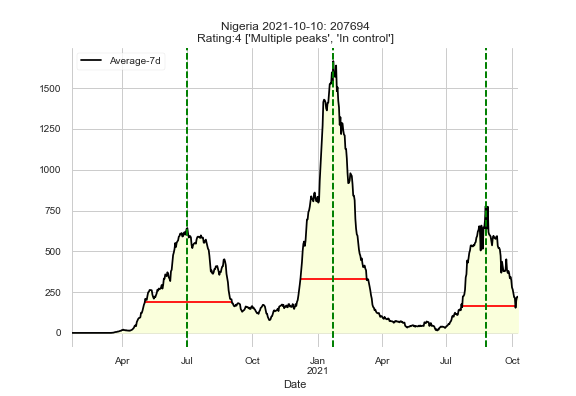 Nigeria 2021-10-10: 207694
Rating:4 ['Multiple peaks', 'In control']
Average-7d
1500
1250
1000
750
500
250
0
Apr
Jul
Oct
Jan
2021
Apr
Jul
Oct
Date